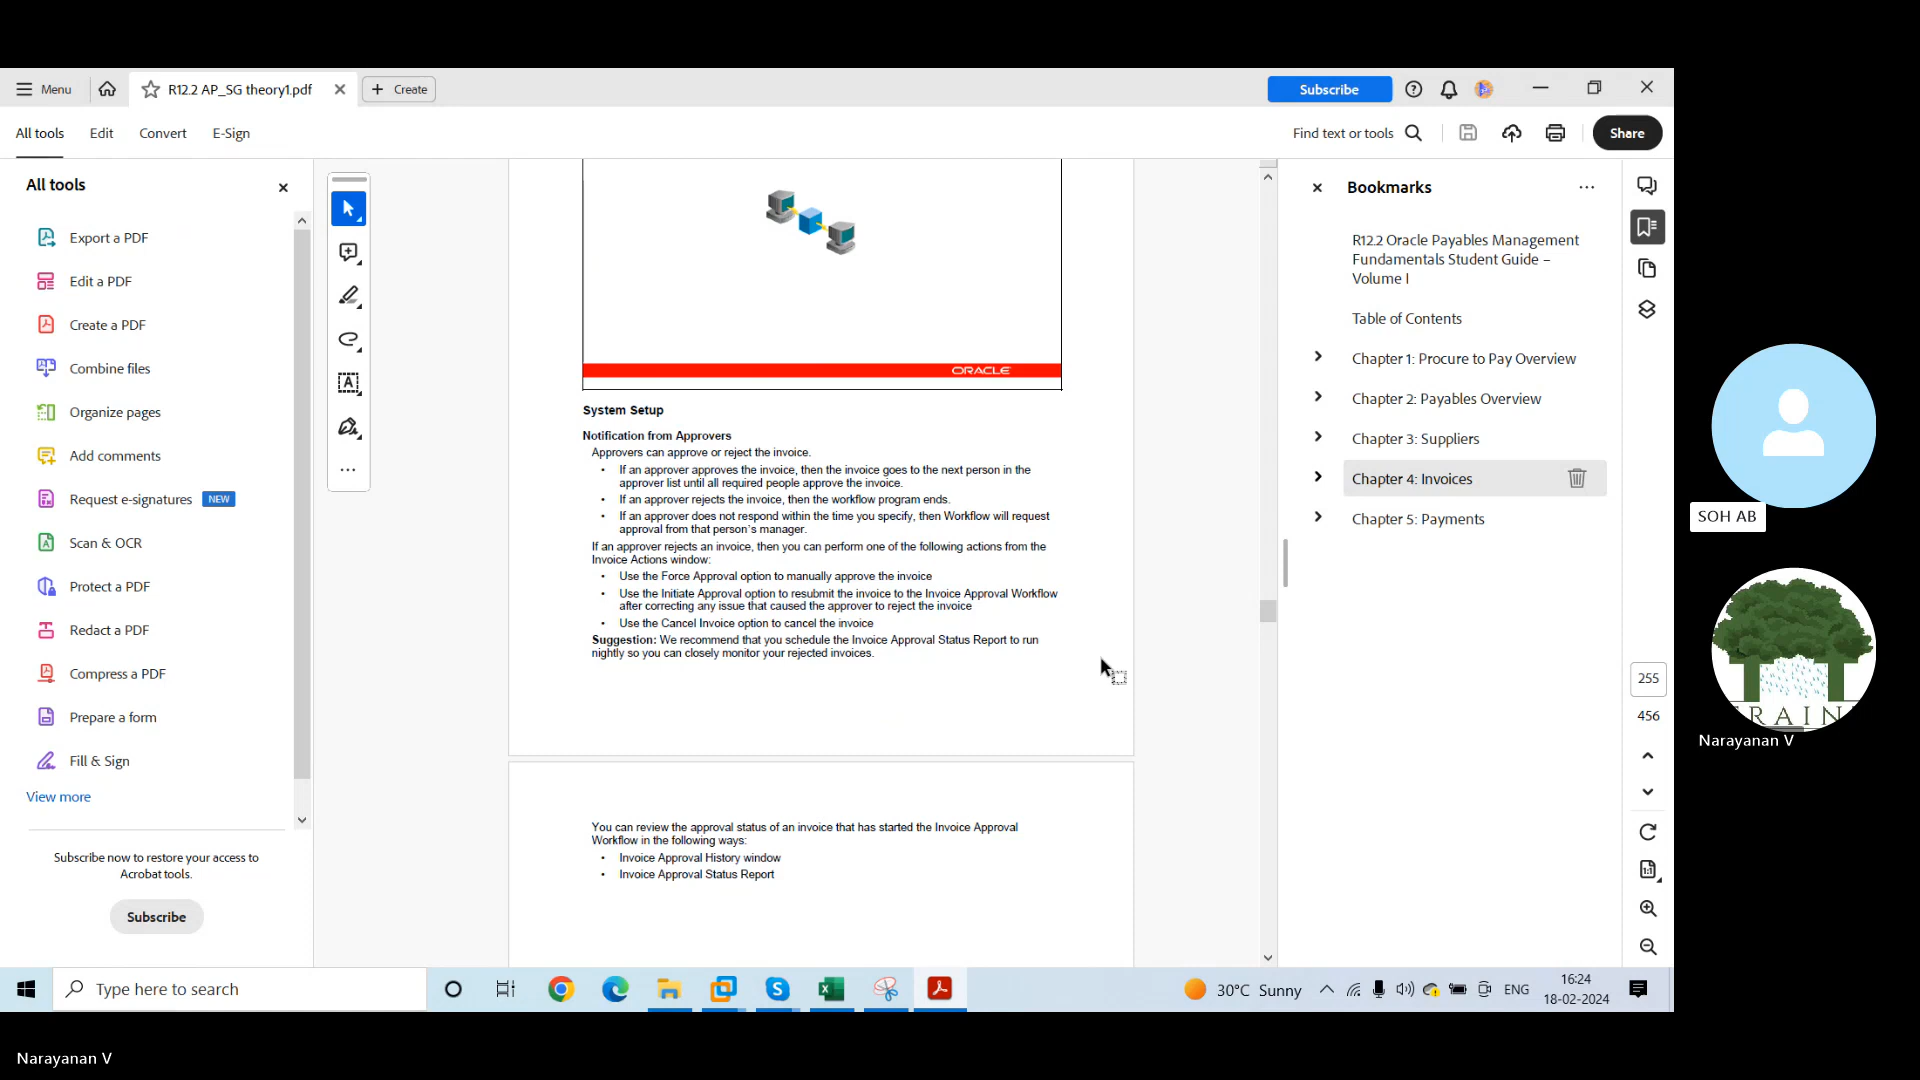 Menu
R12.2 AP_SG theory1.pdf
Create
Subscribe
All tools
Edit
Convert
E-Sign
Find text or tools
Share
All tools
Export a PDF
Edit a PDF
Create a PDF
Combine files
Organize pages
Add comments
Request e-signatures
NEW
Scan & OCR
Protect a PDF
Redact a PDF
Compress a PDF
Prepare a form
Fill & Sign
View more
Subscribe now to restore your access to
Acrobat tools.
Subscribe
ORACLE
System Setup
Notification from Approvers
Approvers can approve or reject the invoice.
• If an approver approves the invoice, then the invoice goes to the next person in the
approver list until all required people approve the invoice.
• If an approver rejects the invoice, then the workflow program ends.
• If an approver does not respond within the time you specify, then Workflow will request
approval from that person's manager.
If an approver rejects an invoice, then you can perform one of the following actions from the
Invoice Actions window:
• Use the Force Approval option to manually approve the invoice
• Use the Initiate Approval option to resubmit the invoice to the Invoice Approval Workflow
after correcting any issue that caused the approver to reject the invoice
• Use the Cancel Invoice option to cancel the invoice
Suggestion: We recommend that you schedule the Invoice Approval Status Report to run
nightly so you can closely monitor your rejected invoices.
You can review the approval status of an invoice that has started the Invoice Approval
Workflow in the following ways:
• Invoice Approval History window
• Invoice Approval Status Report
Bookmarks
R12.2 Oracle Payables Management
Fundamentals Student Guide –
Volume I
Table of Contents
Chapter 1: Procure to Pay Overview
Chapter 2: Payables Overview
Chapter 3: Suppliers
Chapter 4: Invoices
Chapter 5: Payments
255
456
1:1
SOH AB
RAIN
Narayanan V
Type here to search
30°C Sunny
ENG
16:24
18-02-2024
Narayanan V